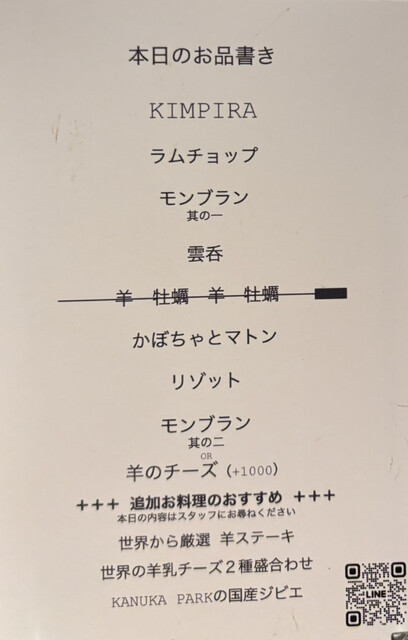 本日のお品書き
KIMPIRA
ラムチョップ
モンブラン
其の一
雲呑
羊 牡蠣 羊 牡蠣
かぼちゃとマトン
リゾット
モンブラン
其の二
OR
羊のチーズ（+1000）
+++ 追加お料理のおすすめ +++
本日の内容はスタッフにお尋ねください
世界から厳選 羊ステーキ
世界の羊乳チーズ２種盛合わせ
KANUKA PARKの国産ジビエ
LINE